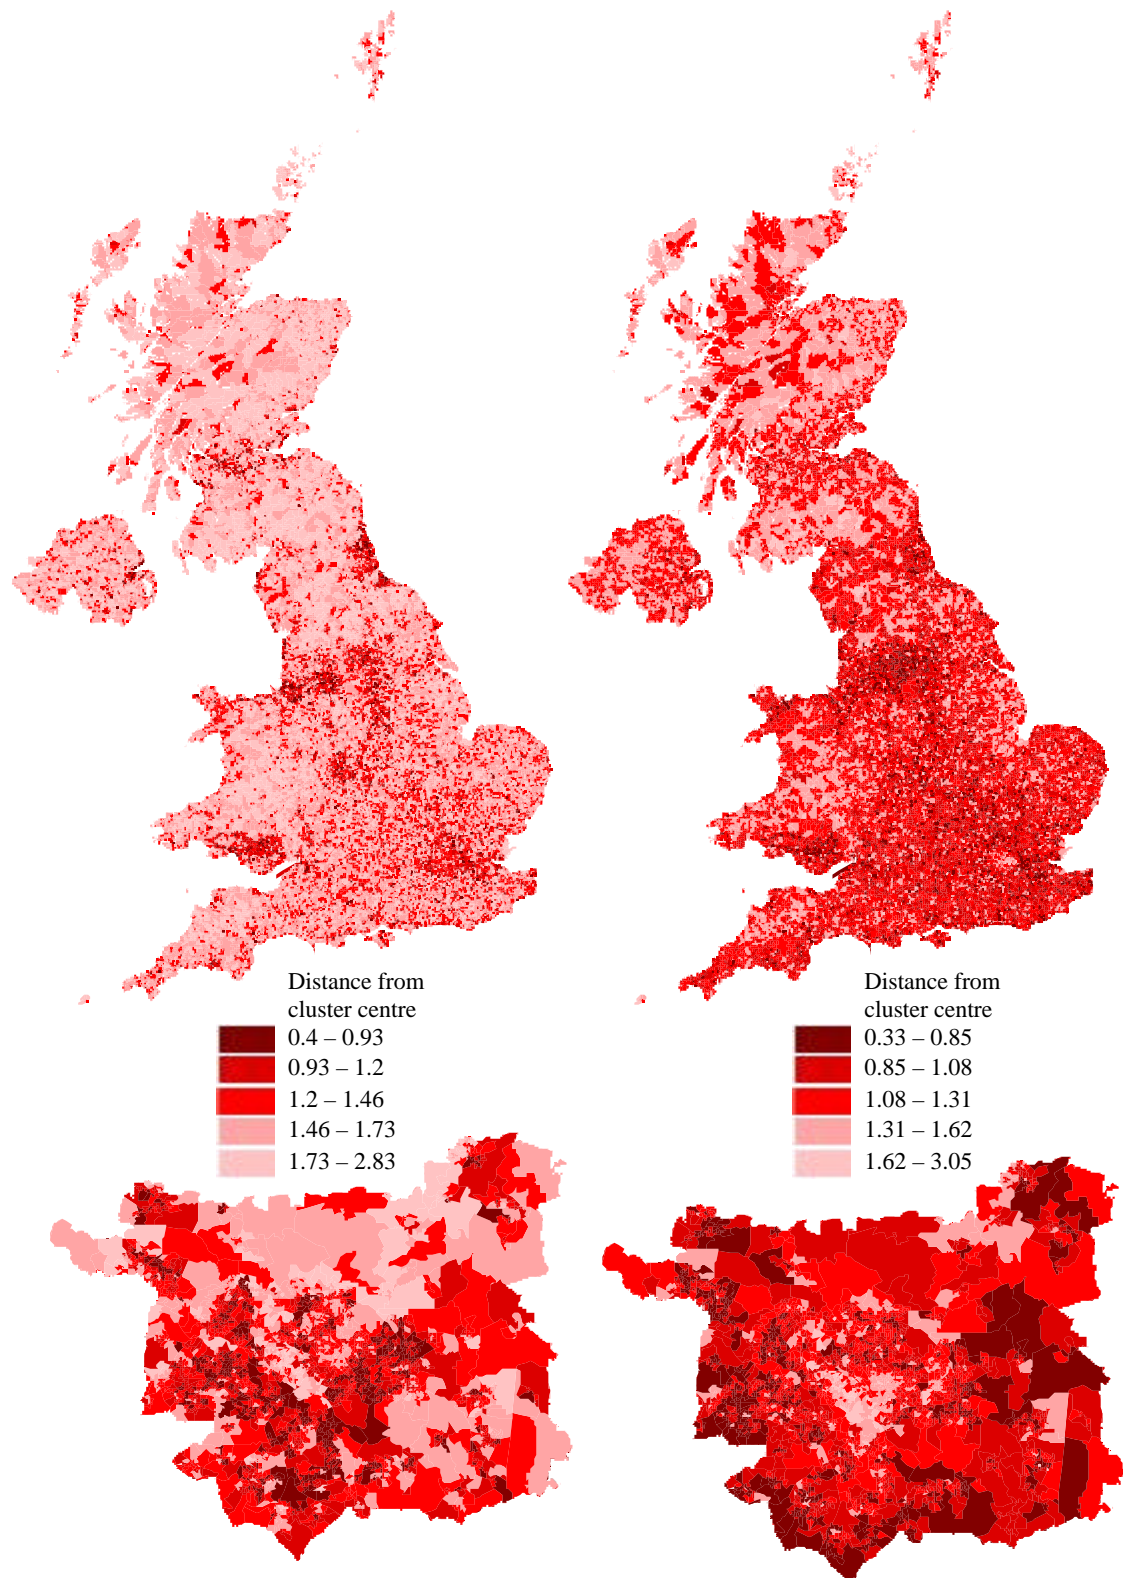 Distance from
cluster centre
0.4 – 0.93
0.93 – 1.2
1.2 – 1.46
1.46 – 1.73
1.73 – 2.83
Distance from
cluster centre
0.33 – 0.85
0.85 – 1.08
1.08 – 1.31
1.31 – 1.62
1.62 – 3.05